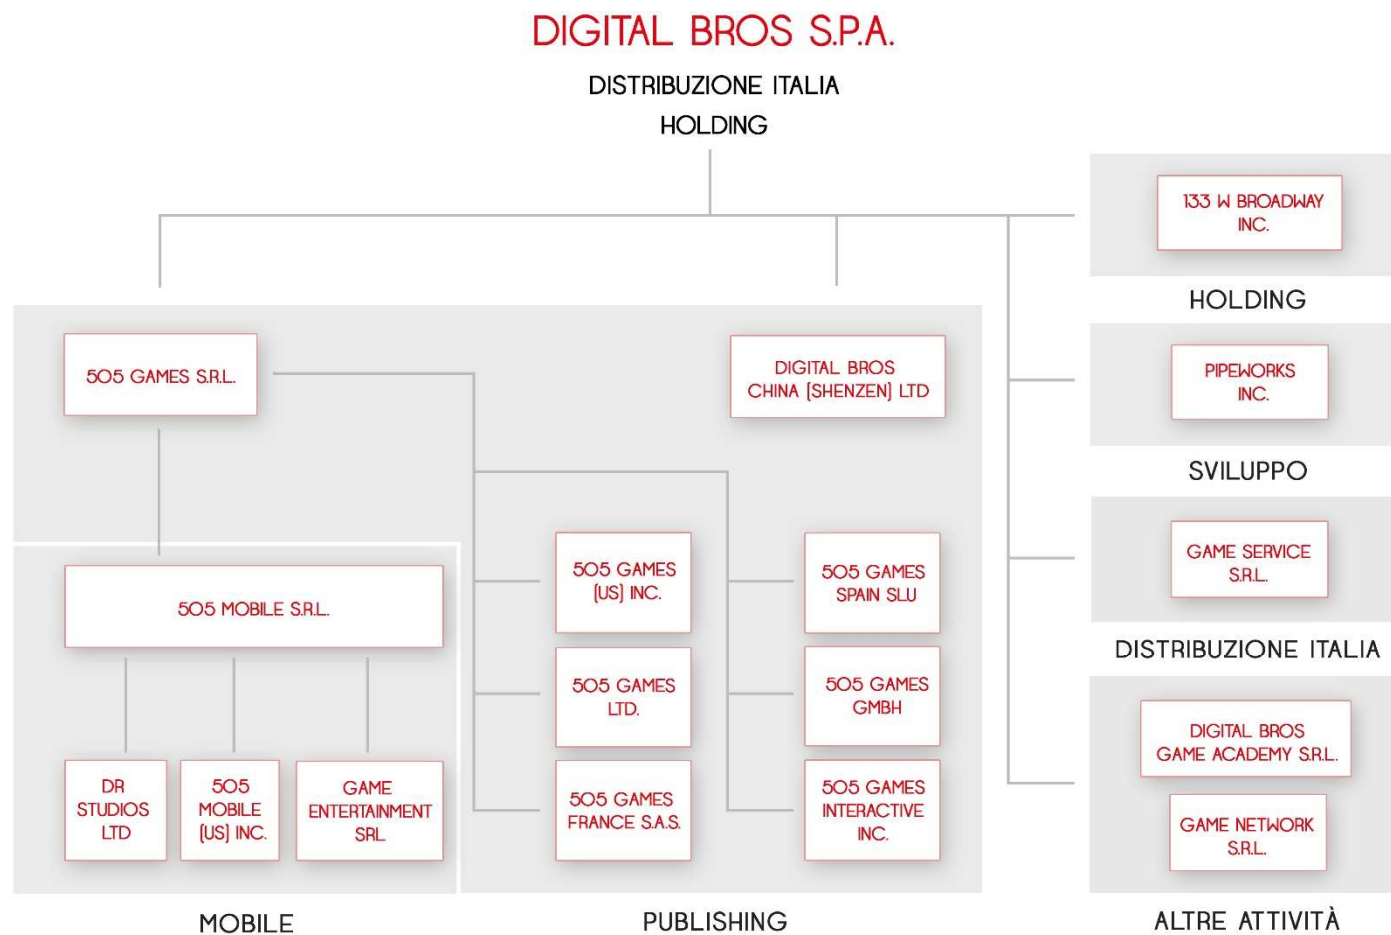 DIGITAL BROS S.P.A.
DISTRIBUZIONE ITALIA
HOLDING
133 W BROADWAY
INC.
HOLDING
505 GAMES S.R.L.
DIGITAL BROS
CHINA (SHENZEN) LTD
PIPEWORKS
INC.
SVILUPPO
GAME SERVICE
S.R.L.
DISTRIBUZIONE ITALIA
505 MOBILE S.R.L.
505 GAMES
(US) INC.
505 GAMES
SPAIN SLU
505 GAMES
LTD.
505 GAMES
GMBH
DIGITAL BROS
GAME ACADEMY S.R.L.
DR
STUDIOS
LTD
505
MOBILE
(US) INC.
GAME
ENTERTAINMENT
SRL
505 GAMES
FRANCE S.A.S.
505 GAMES
INTERACTIVE
INC.
GAME NETWORK
S.R.L.
MOBILE
PUBLISHING
ALTRE ATTIVITÀ